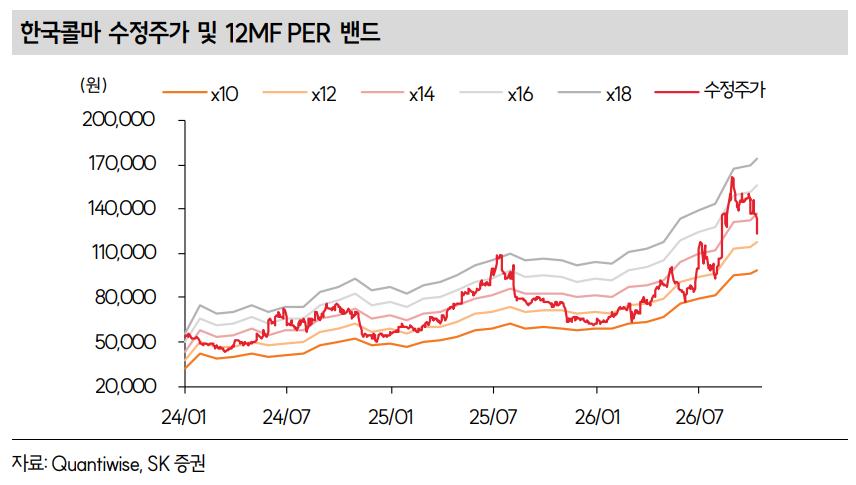 한국콜마 수정주가 및 12MF PER 밴드
(원)
x10 x12 x14 x16 x18 수정주가
200,000
170,000
140,000
110,000
80,000
50,000
20,000
24/01 24/07 25/01 25/07 26/01 26/07
자료: Quantiwise, SK 증권